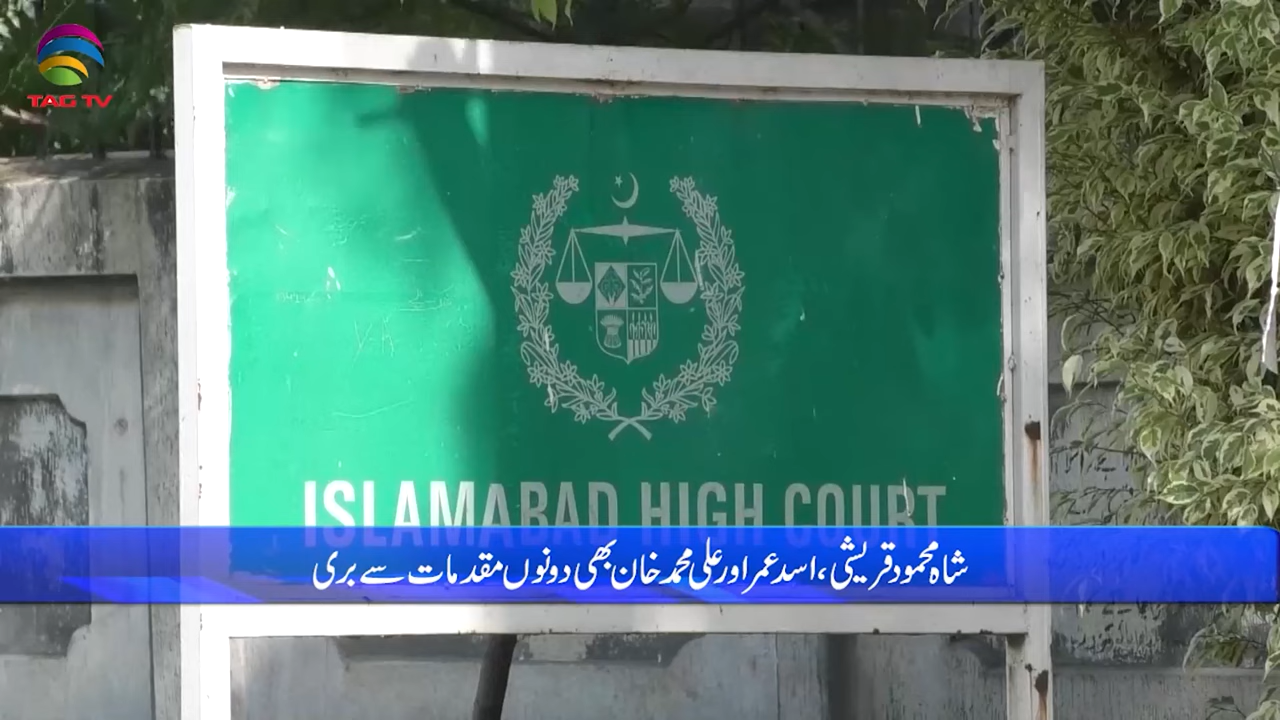 TAG TV
ISLAMABAD HIGH COURT
شاہ محمود قریشی، اسد عمر اور علی محمد خان بھی دونوں مقدمات سے بری